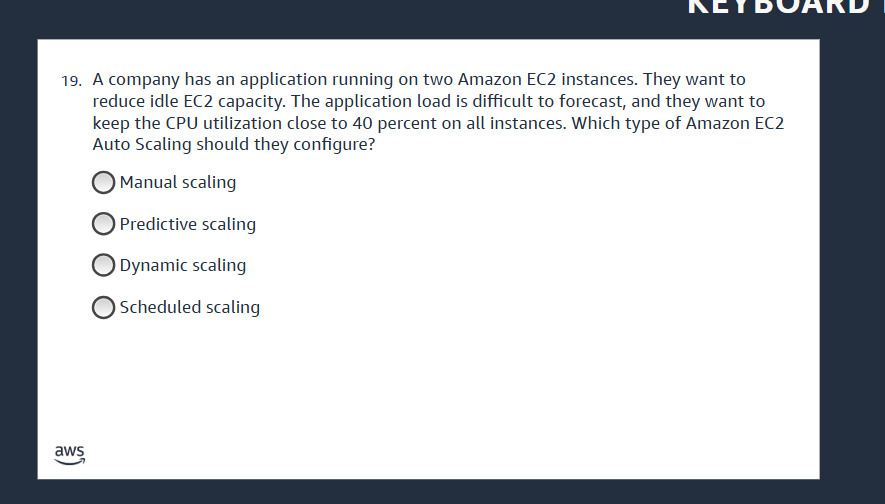 KEYBOARD
19. A company has an application running on two Amazon EC2 instances. They want to
reduce idle EC2 capacity. The application load is difficult to forecast, and they want to
keep the CPU utilization close to 40 percent on all instances. Which type of Amazon EC2
Auto Scaling should they configure?
Manual scaling
Predictive scaling
Dynamic scaling
Scheduled scaling
aws